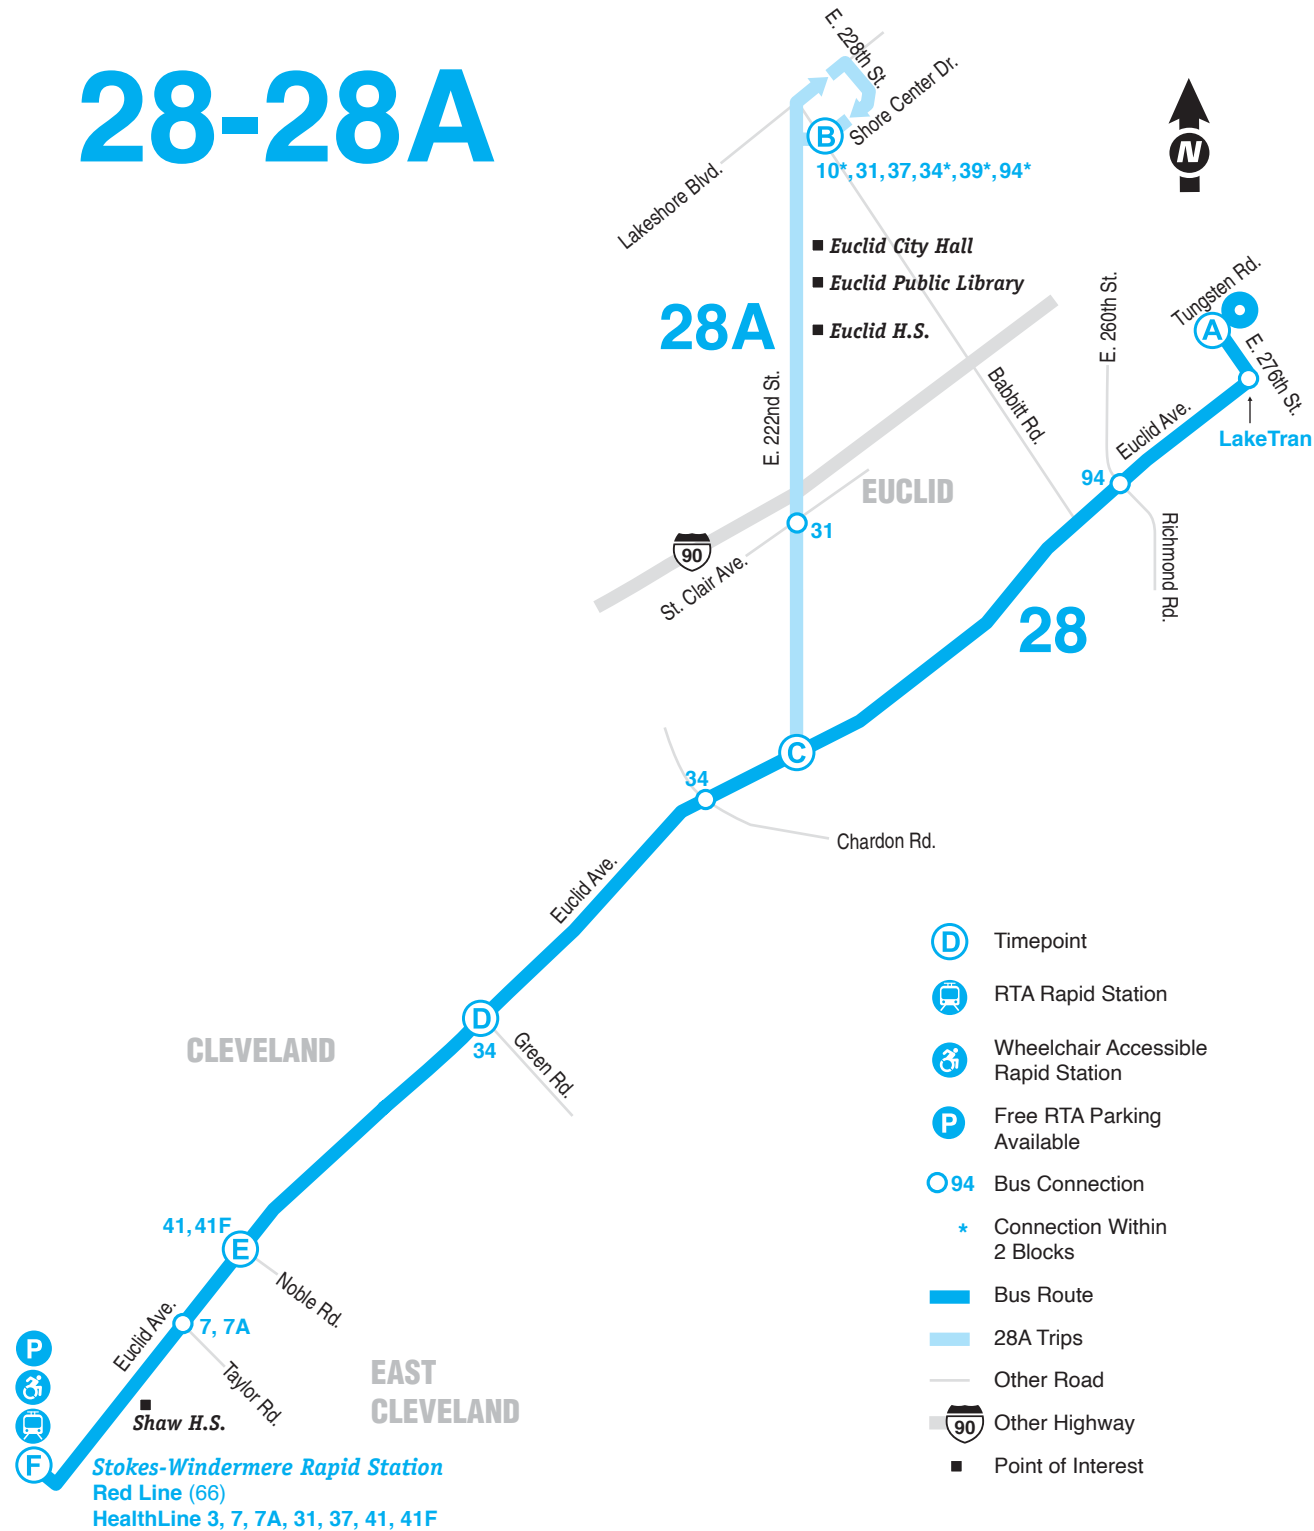 28-28A
E. 228th St.
Shore Center Dr.
B
N
Lakeshore Blvd.
10*, 31, 37, 34*, 39*, 94*
Euclid City Hall
Euclid Public Library
Euclid H.S.
28A
E. 222nd St.
Tungsten Rd.
A
E. 260th St.
E. 276th St.
Babbitt Rd.
Euclid Ave.
LakeTran
94
EUCLID
31
90
St. Clair Ave.
Richmond Rd.
28
C
34
Chardon Rd.
Euclid Ave.
D
34
Green Rd.
CLEVELAND
41, 41F
E
Noble Rd.
Euclid Ave.
7, 7A
Taylor Rd.
EAST
CLEVELAND
P
Shaw H.S.
F
Stokes-Windermere Rapid Station
Red Line (66)
HealthLine 3, 7, 7A, 31, 37, 41, 41F
D Timepoint
RTA Rapid Station
Wheelchair Accessible
Rapid Station
P Free RTA Parking
Available
94 Bus Connection
* Connection Within
2 Blocks
Bus Route
28A Trips
Other Road
90 Other Highway
Point of Interest